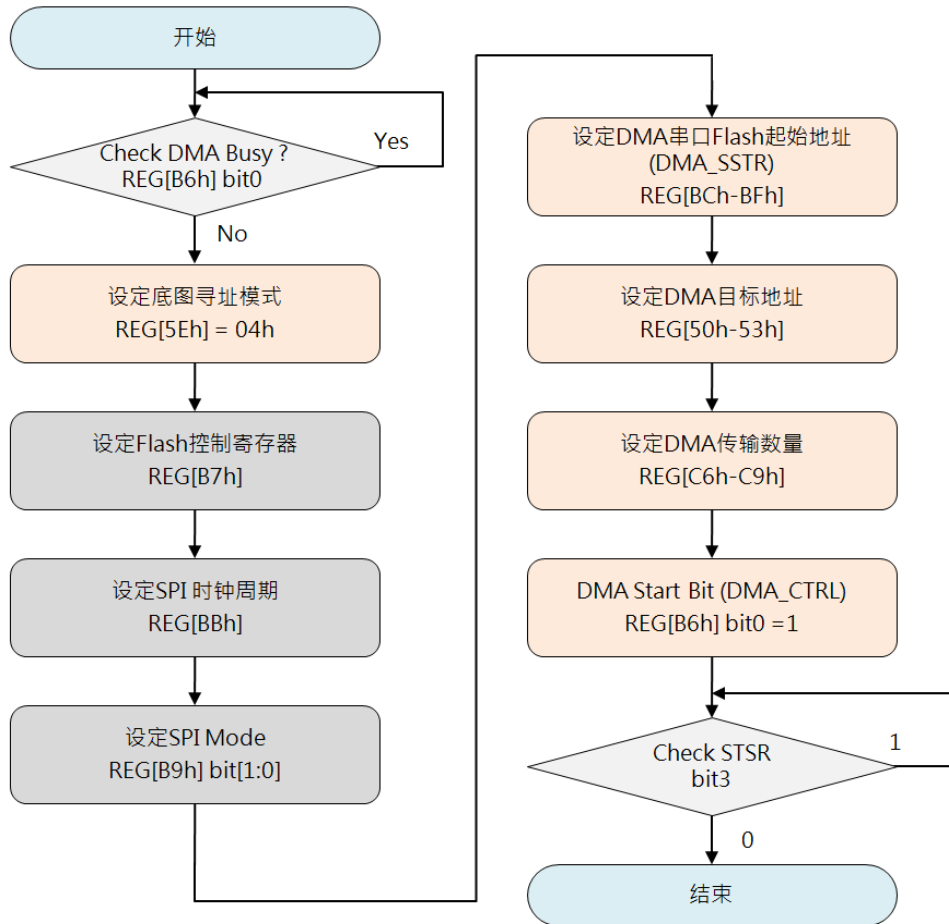 开始
Check DMA Busy ?
REG[B6h] bit0
Yes
No
设定底图寻址模式
REG[5Eh] = 04h
设定Flash控制寄存器
REG[B7h]
设定SPI 时钟周期
REG[BBh]
设定SPI Mode
REG[B9h] bit[1:0]
设定DMA串口Flash起始地址
(DMA_SSTR)
REG[BCh-BFh]
设定DMA目标地址
REG[50h-53h]
设定DMA传输数量
REG[C6h-C9h]
DMA Start Bit (DMA_CTRL)
REG[B6h] bit0 =1
Check STSR
bit3
1
0
结束